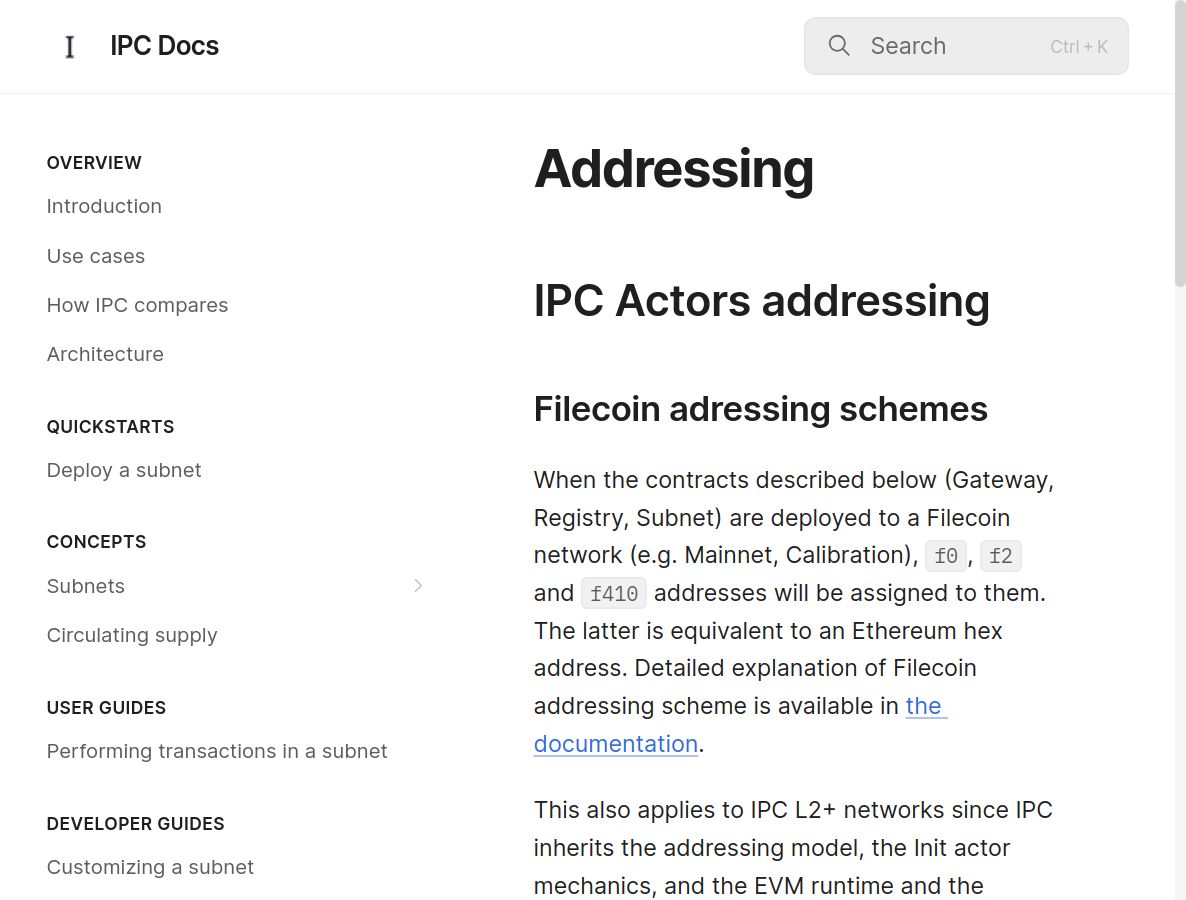 IPC Docs
Search
Ctrl + K
OVERVIEW
Introduction
Use cases
How IPC compares
Architecture
QUICKSTARTS
Deploy a subnet
CONCEPTS
Subnets
Circulating supply
USER GUIDES
Performing transactions in a subnet
DEVELOPER GUIDES
Customizing a subnet
Addressing
IPC Actors addressing
Filecoin adressing schemes
When the contracts described below (Gateway,
Registry, Subnet) are deployed to a Filecoin
network (e.g. Mainnet, Calibration), f0, f2
and f410 addresses will be assigned to them.
The latter is equivalent to an Ethereum hex
address. Detailed explanation of Filecoin
addressing scheme is available in the
documentation.
This also applies to IPC L2+ networks since IPC
inherits the addressing model, the Init actor
mechanics, and the EVM runtime and the